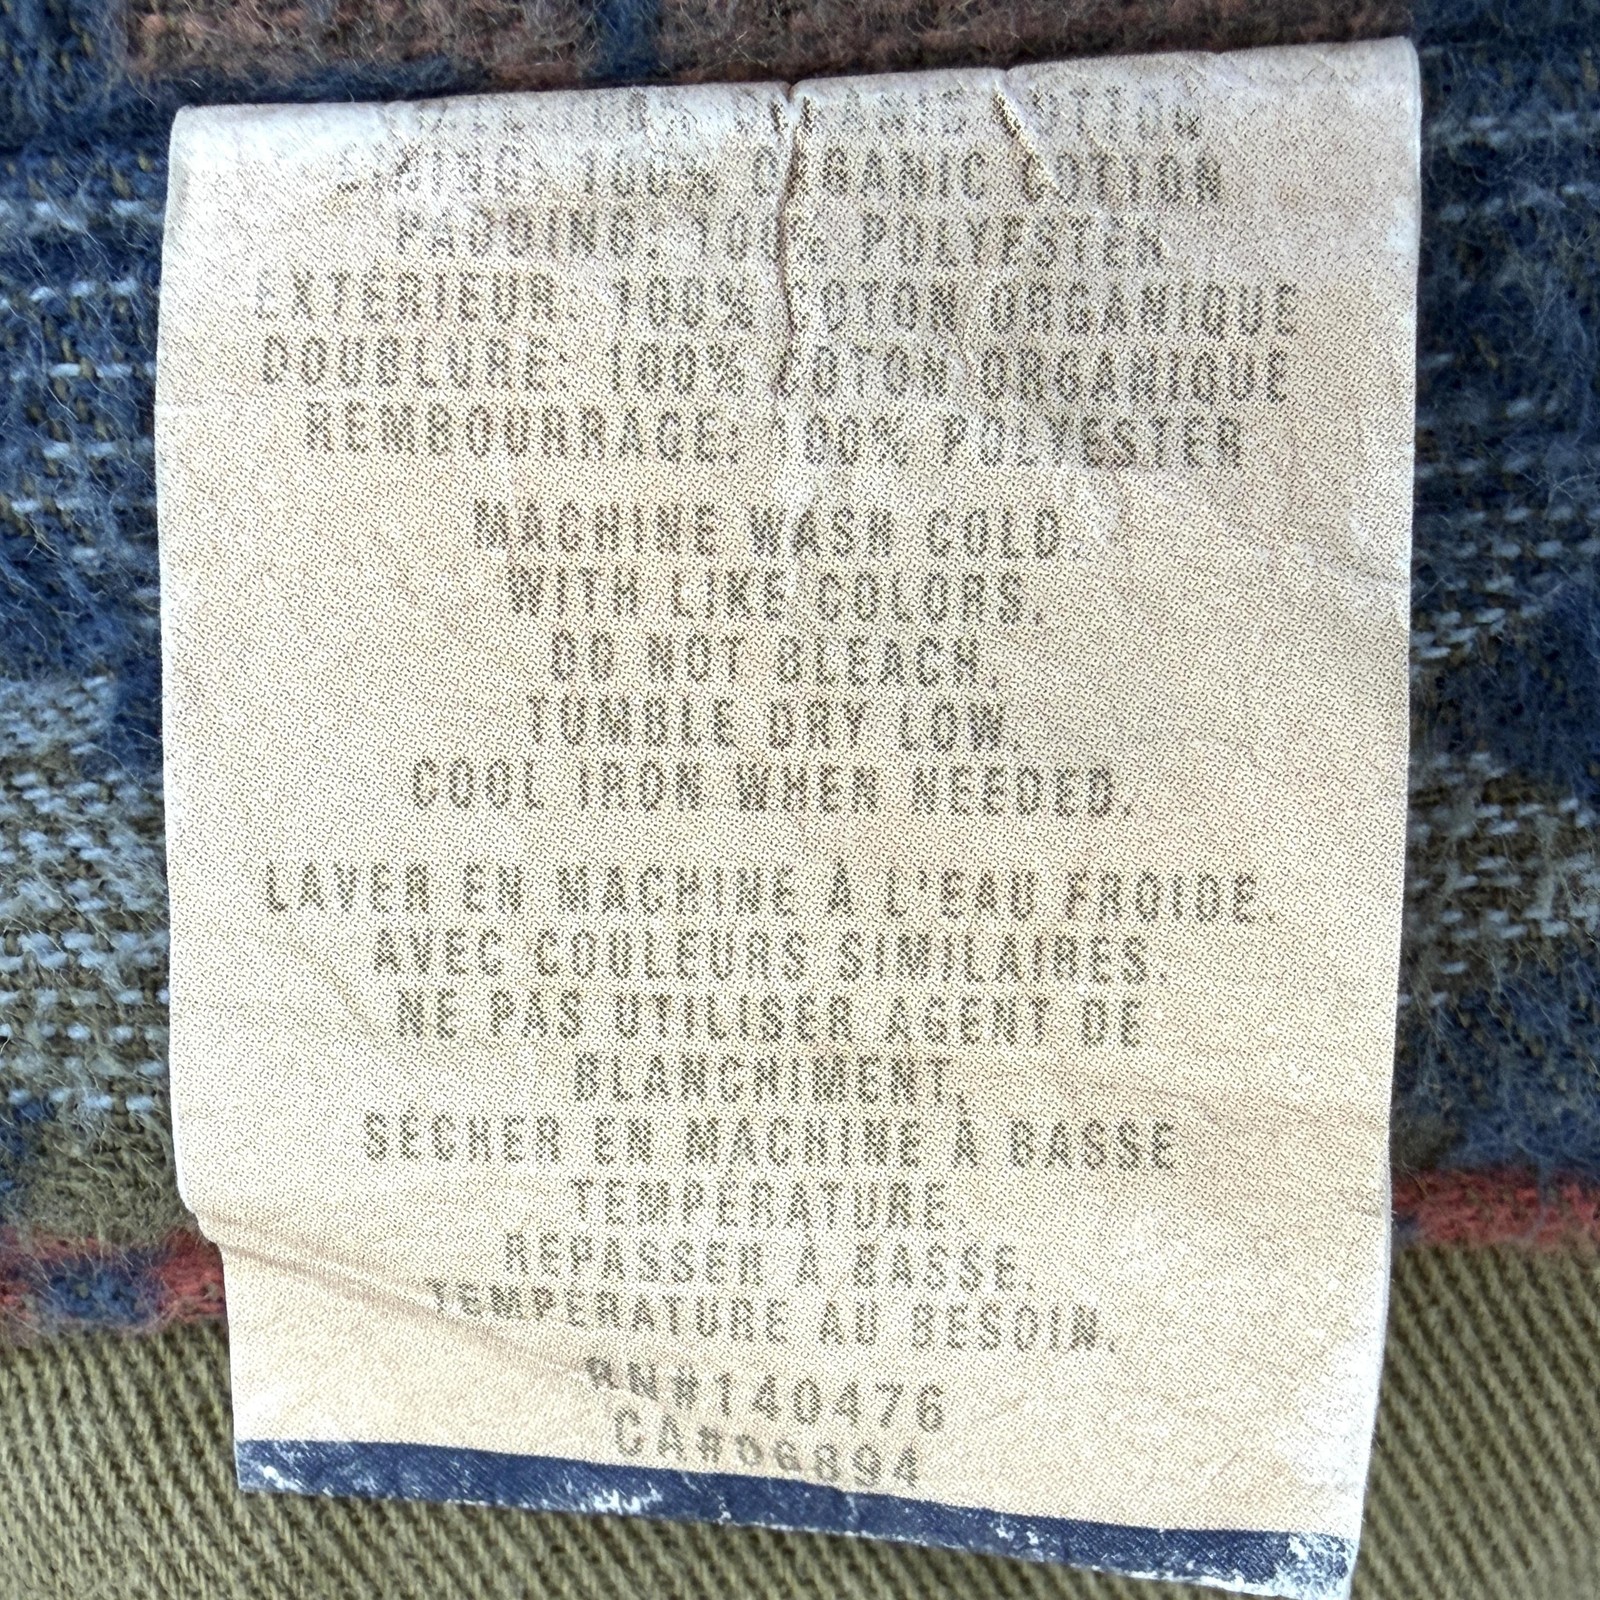 100% ORGANIC COTTON
LINING: 100% ORGANIC COTTON
PADDING: 100% POLYESTER
EXTÉRIEUR: 100% COTON ORGANIQUE
DOUBLURE: 100% COTON ORGANIQUE
REMBOURRAGE: 100% POLYESTER
MACHINE WASH COLD.
WITH LIKE COLORS.
DO NOT BLEACH.
TUMBLE DRY LOW.
COOL IRON WHEN NEEDED.
LAVER EN MACHINE À L'EAU FROIDE.
AVEC COULEURS SIMILAIRES.
NE PAS UTILISER AGENT DE
BLANCHIMENT.
SÉCHER EN MACHINE À BASSE
TEMPERATURE.
REPASSER À BASSE.
TEMPERATURE AU BESOIN.
RN#140476
CA#06894